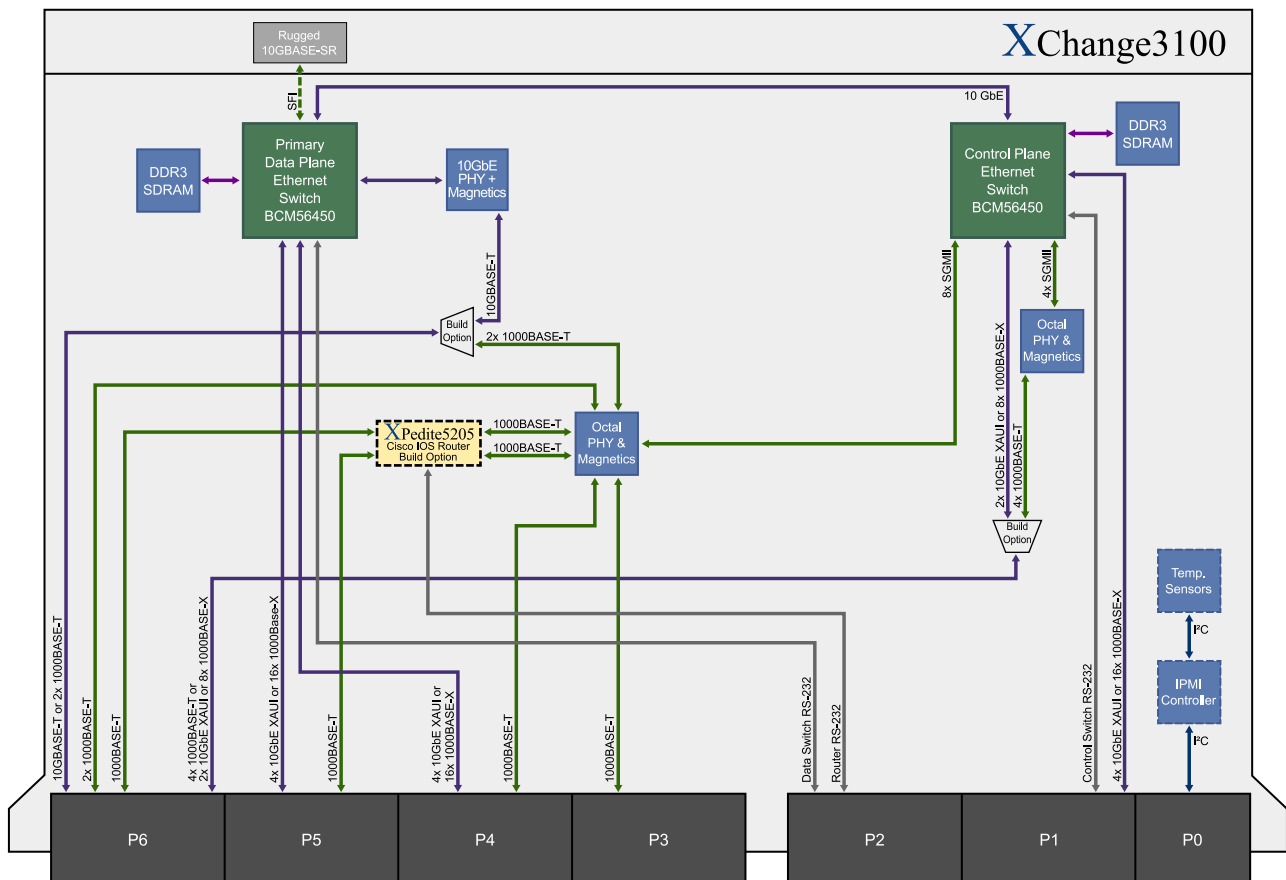 Rugged
10GBASE-SR
XChange3100
SFI
10 GbE
Primary
Data Plane
Ethernet
Switch
BCM56450
DDR3
SDRAM
10GbE
PHY +
Magnetics
Control Plane
Ethernet
Switch
BCM56450
DDR3
SDRAM
10GBASE-T
8x SGMII
4x SGMII
Build
Option
2x 1000BASE-T
Octal
PHY &
Magnetics
2x 10GbE XAUI or 8x 1000BASE-X
4x 1000BASE-T
XPedite5205
Cisco IOS Router
Build Option
1000BASE-T
1000BASE-T
Octal
PHY &
Magnetics
Build
Option
Temp.
Sensors
I²C
IPMI
Controller
I²C
10GBASE-T or 2x 1000BASE-T
2x 1000BASE-T
1000BASE-T
4x 1000BASE-T or
2x 10GbE XAUI or 8x 1000BASE-X
4x 10GbE XAUI or 16x 1000Base-X
1000BASE-T
4x 10GbE XAUI or
16x 1000BASE-X
1000BASE-T
1000BASE-T
Data Switch RS-232
Router RS-232
Control Switch RS-232
4x 10GbE XAUI or 16x 1000BASE-X
P6
P5
P4
P3
P2
P1
P0